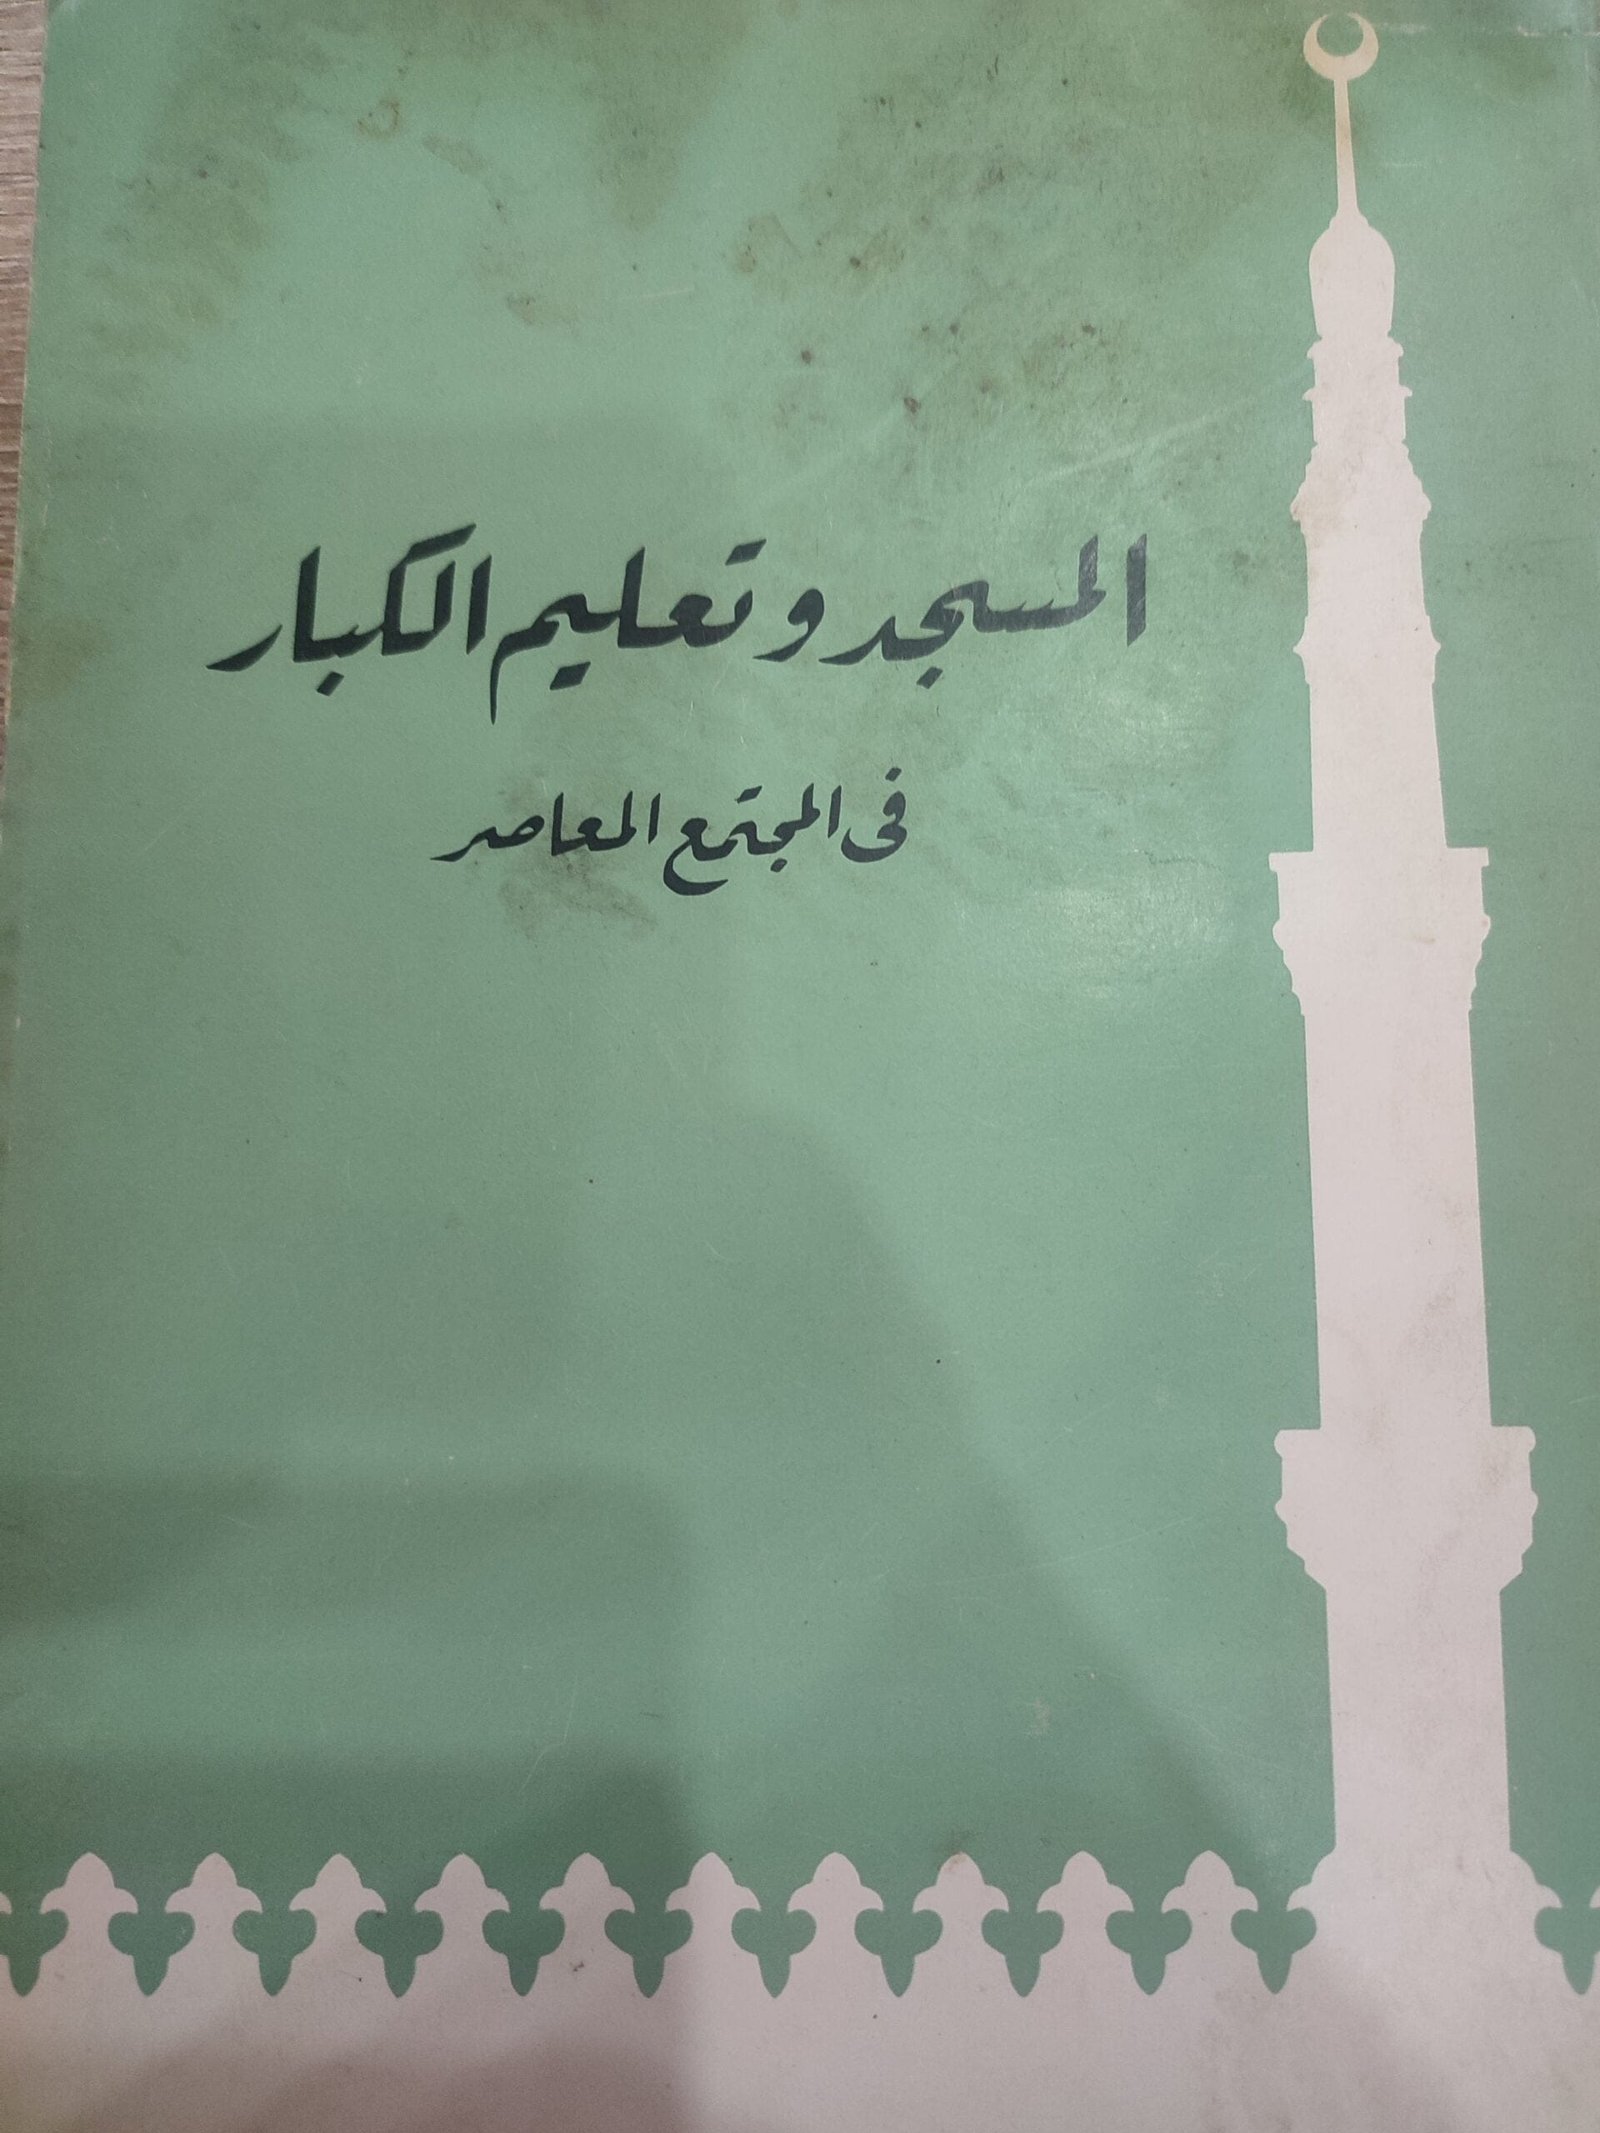 المسجد وتعليم الكبار
فى المجتمع المعاصر